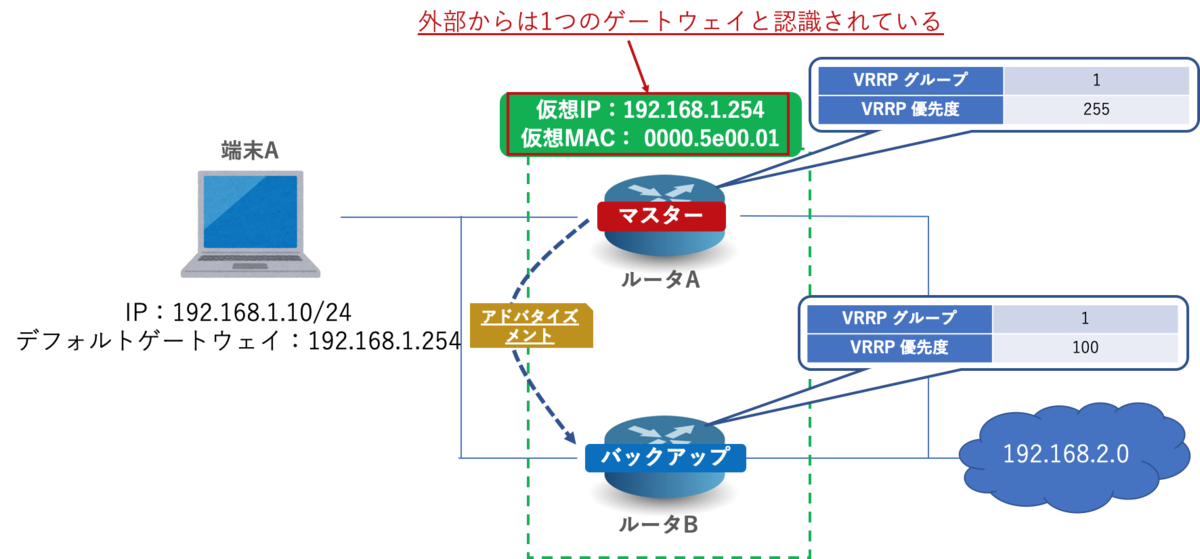 外部からは1つのゲートウェイと認識されている
VRRP グループ 1
VRRP 優先度 255
仮想IP：192.168.1.254
仮想MAC： 0000.5e00.01
端末A
マスター
ルータA
IP：192.168.1.10/24
デフォルトゲートウェイ：192.168.1.254
アドバタイズ
メント
VRRP グループ 1
VRRP 優先度 100
バックアップ
ルータB
192.168.2.0